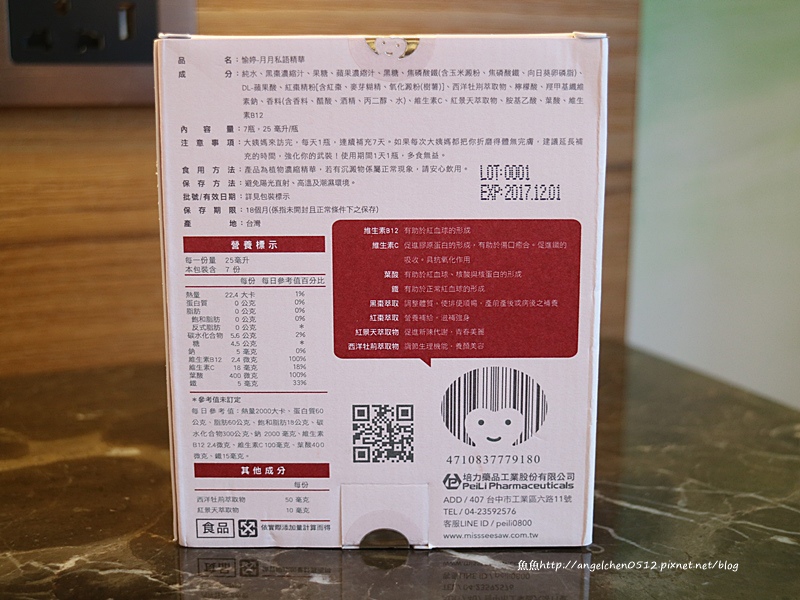 品　　名：愉婷-月月私語精華
成　　分：純水、黑棗濃縮汁、果糖、蘋果濃縮汁、黑糖、焦磷酸鐵(含玉米澱粉、焦磷酸鐵、向日葵卵磷脂)、
DL-蘋果酸、紅棗精粉[含紅棗、麥芽糊精、氧化澱粉(樹薯)]、西洋牡荊萃取物、檸檬酸、羥甲基纖維
素鈉、香料(含香料、醋酸、酒精、丙二醇、水)、維生素C、紅景天萃取物、胺基乙酸、葉酸、維生
素B12
內 容 量：7瓶，25 毫升/瓶
注意事項：大姨媽來訪完，每天1瓶，連續補充7天。如果每次大姨媽都把你折磨得體無完膚，建議延長補
充的時間，強化你的武裝！使用期間1天1瓶，多食無益。
食用方法：產品為植物濃縮精華，若有沉澱物係屬正常現象，請安心飲用。
保存方法：避免陽光直射、高溫及潮濕環境。
批號/有效日期：詳見包裝標示
保存期限：18個月(係指未開封且正常條件下之保存)
產　　地：台灣
LOT:0001
EXP:2017.12.01
營養標示
每一份量 25毫升
本包裝含 7 份
每份 每日參考值百分比
熱量 22.4 大卡 1%
蛋白質 0 公克 0%
脂肪 0 公克 0%
飽和脂肪 0 公克 0%
反式脂肪 0 公克 *
碳水化合物 5.6 公克 2%
糖 4.5 公克 *
鈉 5 毫克 0%
維生素B12 2.4 微克 100%
維生素C 18 毫克 18%
葉酸 400 微克 100%
鐵 5 毫克 33%
*參考值未訂定
每日參考值：熱量2000大卡、蛋白質60
公克、脂肪60公克、飽和脂肪18公克、碳
水化合物300公克、鈉 2000 毫克、維生素
B12 2.4微克、維生素C 100毫克、葉酸400
微克、鐵15毫克。
其他成分
每份
西洋牡荊萃取物 50 毫克
紅景天萃取物 10 毫克
食品 依實際添加量計算而得
維生素B12 有助於紅血球的形成
維生素C 促進膠原蛋白的形成，有助於傷口癒合。促進鐵的
吸收。具抗氧化作用
葉酸 有助於紅血球、核酸與核蛋白的形成
鐵 有助於正常紅血球的形成
黑棗萃取 調整體質、使排便順暢，產前產後或病後之補養
紅棗萃取 營養補給，滋補強身
紅景天萃取物 促進新陳代謝，青春美麗
西洋牡荊萃取物 調節生理機能，養顏美容
4710837779180
培力藥品工業股份有限公司
PeiLi Pharmaceuticals
ADD / 407 台中市工業區六路11號
TEL / 04-23592576
客服LINE ID / peili0800
www.missseesaw.com.tw
魚魚http://angelchen0512.pixnet.net/blog